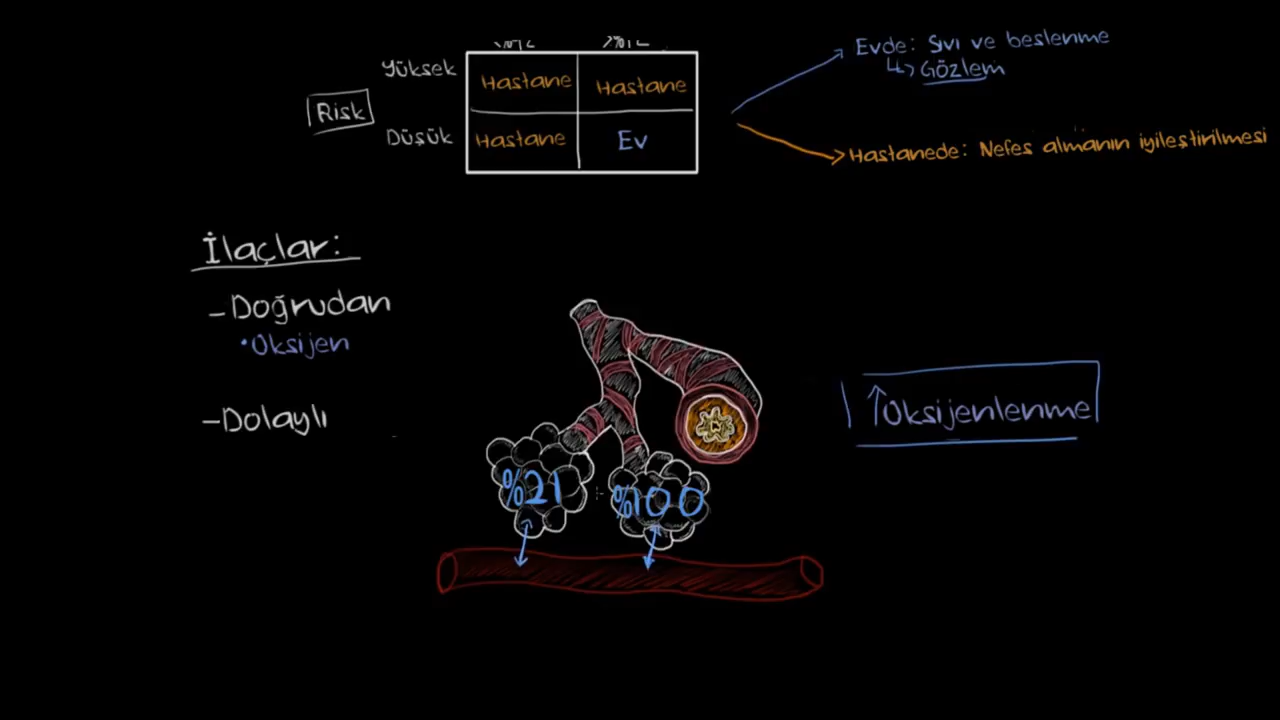 Yüksek
Hastane
Hastane
Evde: Sıvı ve beslenme
↳ Gözlem
Risk
Düşük
Hastane
Ev
Hastanede: Nefes almanın iyileştirilmesi
İlaçlar:
-Doğrudan
•Oksijen
-Dolaylı
↑Oksijenlenme
%21
%100